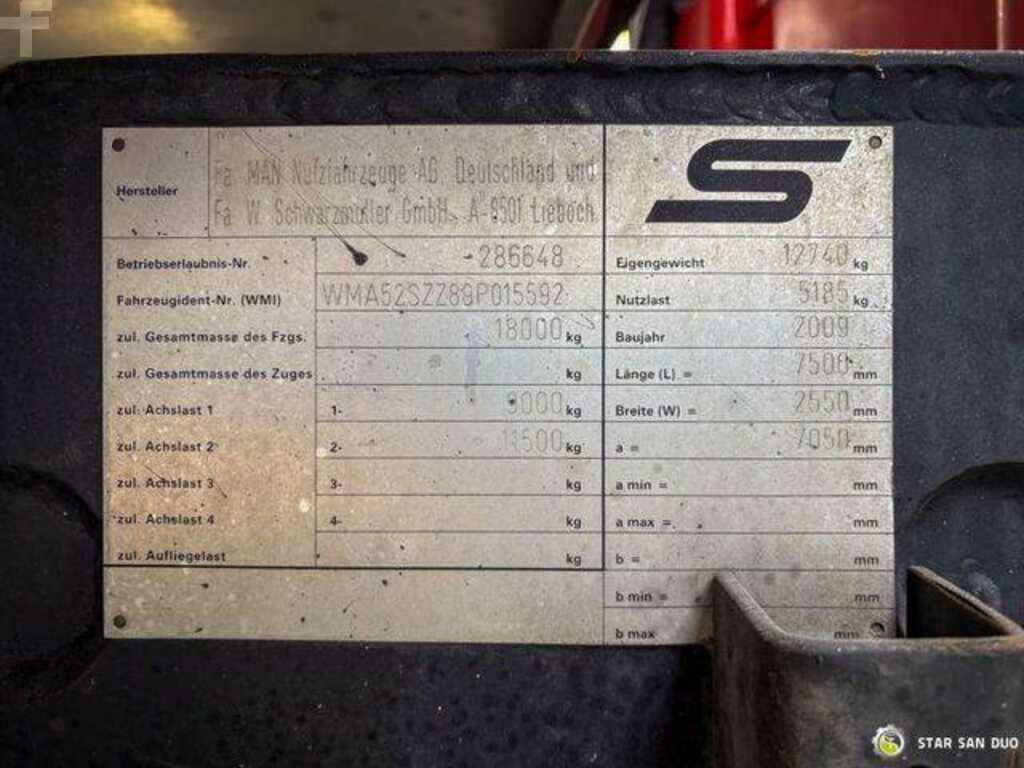 Hersteller
Fa. MAN Nutzfahrzeuge AG, Deutschland und
Fa. W. Schwarzmüller GmbH., A-8501 Lieboch
Betriebserlaubnis-Nr. 286648
Fahrzeugident-Nr. (WMI) WMA52SZZ89P015592
zul. Gesamtmasse des Fzgs. 18000 kg
zul. Gesamtmasse des Zuges kg
zul. Achslast 1 1- 9000 kg
zul. Achslast 2 2- 11500 kg
zul. Achslast 3 3- kg
zul. Achslast 4 4- kg
zul. Aufliegelast kg
S
Eigengewicht 12740 kg
Nutzlast 5185 kg
Baujahr 2009
Länge (L) = 7500 mm
Breite (W) = 2550 mm
a = 7050 mm
a min = mm
a max = mm
b = mm
b min = mm
b max mm
STAR SAN DUO